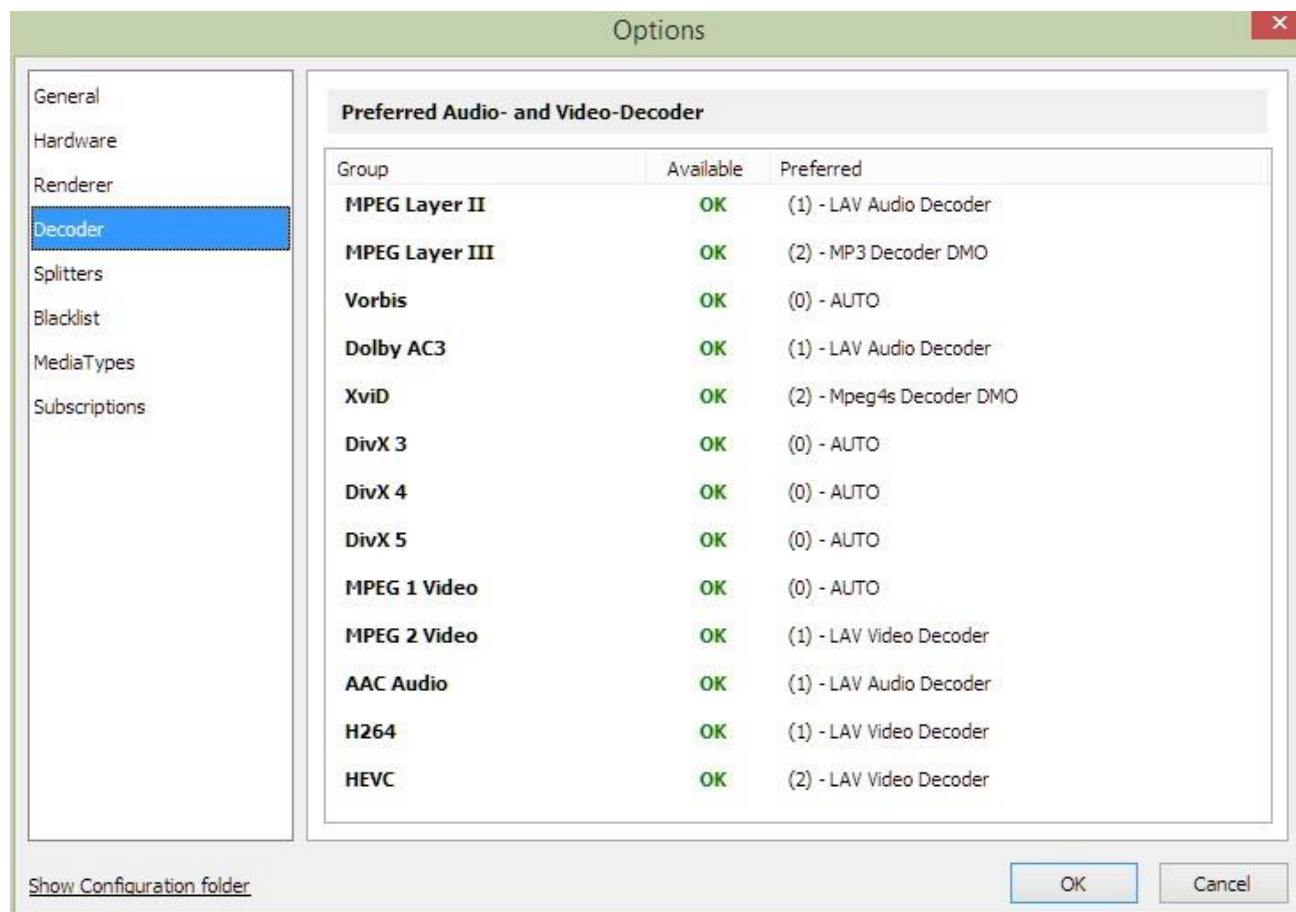 Options
General
Hardware
Renderer
Decoder
Splitters
Blacklist
MediaTypes
Subscriptions
Preferred Audio- and Video-Decoder
Group Available Preferred
MPEG Layer II OK (1) - LAV Audio Decoder
MPEG Layer III OK (2) - MP3 Decoder DMO
Vorbis OK (0) - AUTO
Dolby AC3 OK (1) - LAV Audio Decoder
XviD OK (2) - Mpeg4s Decoder DMO
DivX 3 OK (0) - AUTO
DivX 4 OK (0) - AUTO
DivX 5 OK (0) - AUTO
MPEG 1 Video OK (0) - AUTO
MPEG 2 Video OK (1) - LAV Video Decoder
AAC Audio OK (1) - LAV Audio Decoder
H264 OK (1) - LAV Video Decoder
HEVC OK (2) - LAV Video Decoder
Show Configuration folder
OK Cancel